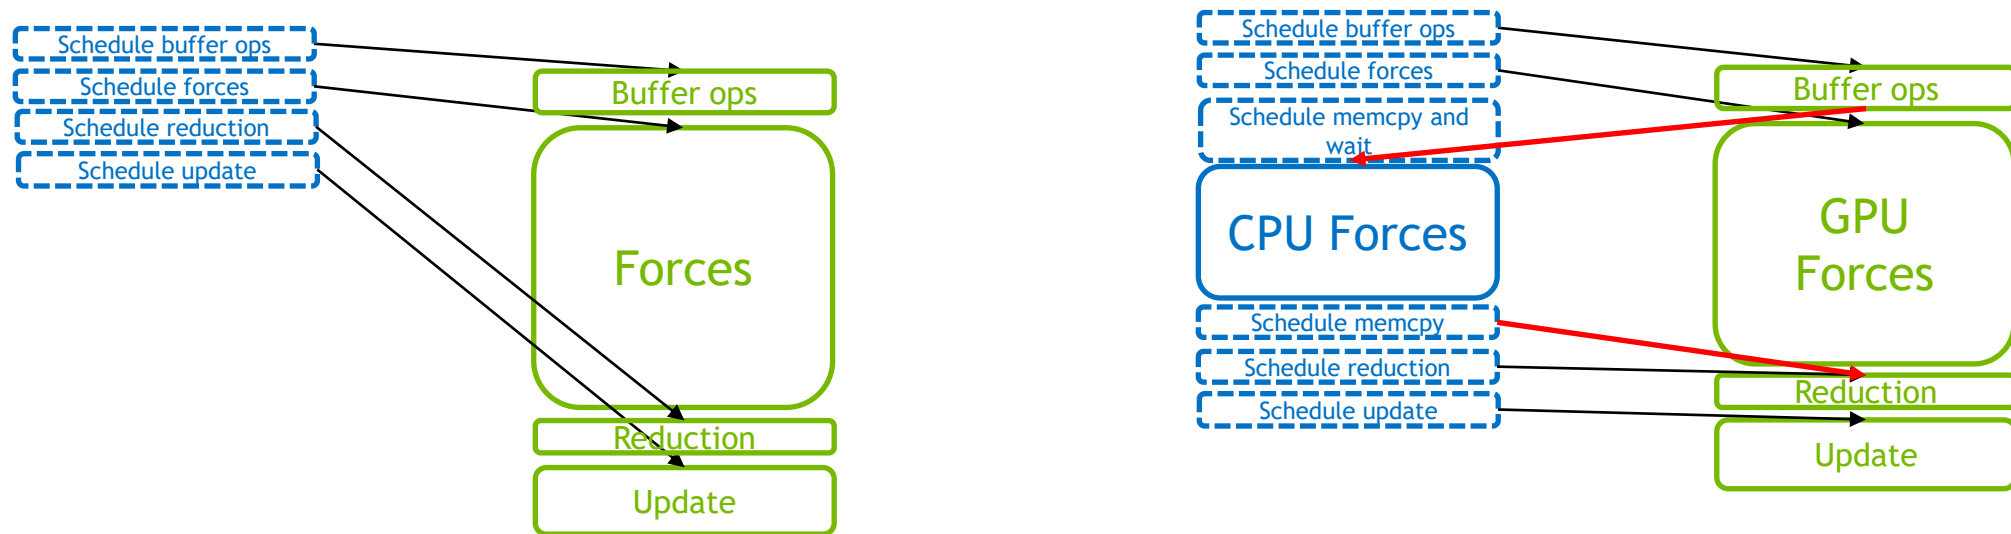 Schedule buffer ops
Schedule forces
Schedule reduction
Schedule update
Buffer ops
Forces
Reduction
Update
Schedule buffer ops
Schedule forces
Schedule memcpy and
wait
CPU Forces
Schedule memcpy
Schedule reduction
Schedule update
Buffer ops
GPU
Forces
Reduction
Update